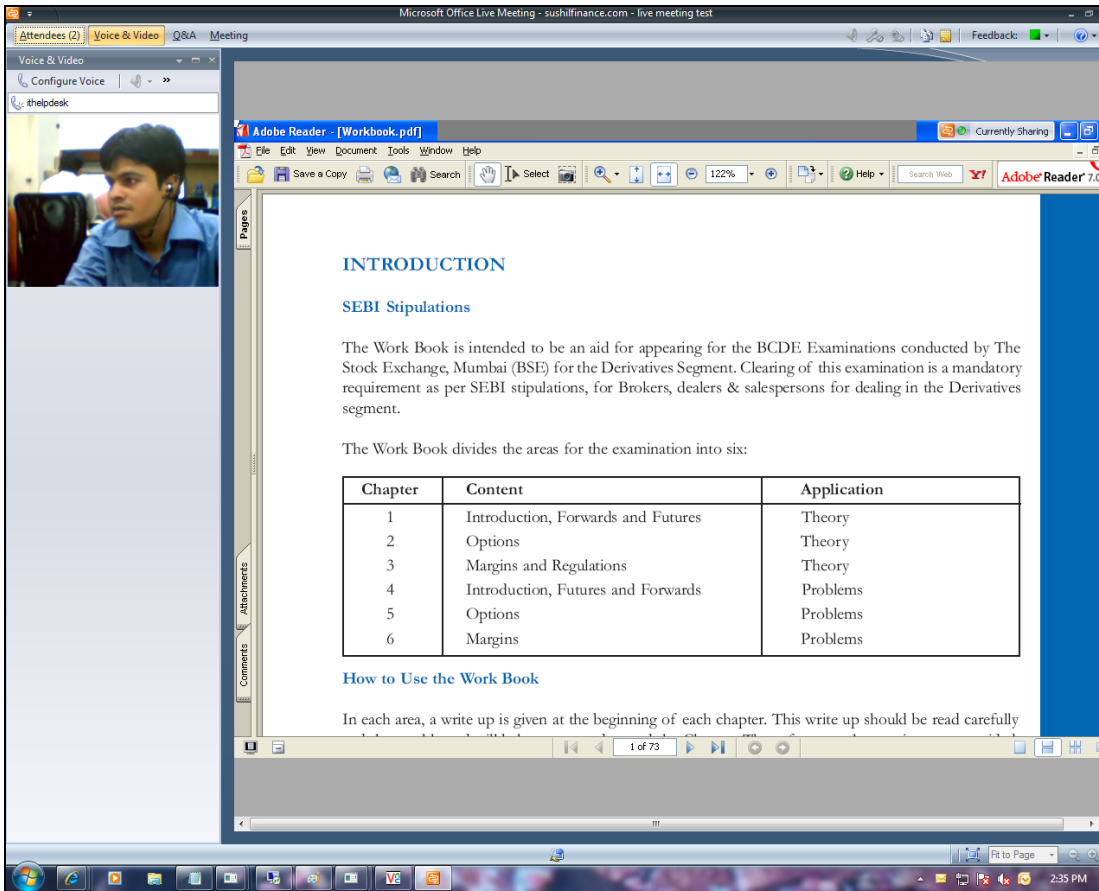 Microsoft Office Live Meeting - sushilfinance.com - live meeting test
Attendees (2) Voice & Video Q&A Meeting Feedback:
Voice & Video
Configure Voice
ithelpdesk
Adobe Reader - [Workbook.pdf] Currently Sharing
File Edit View Document Tools Window Help
Save a Copy Search Select 122% Help Search Web Y! Adobe Reader 7.0
Pages
INTRODUCTION
SEBI Stipulations
The Work Book is intended to be an aid for appearing for the BCDE Examinations conducted by The
Stock Exchange, Mumbai (BSE) for the Derivatives Segment. Clearing of this examination is a mandatory
requirement as per SEBI stipulations, for Brokers, dealers & salespersons for dealing in the Derivatives
segment.
The Work Book divides the areas for the examination into six:
Chapter Content Application
1 Introduction, Forwards and Futures Theory
2 Options Theory
3 Margins and Regulations Theory
4 Introduction, Futures and Forwards Problems
5 Options Problems
6 Margins Problems
Attachments
Comments
How to Use the Work Book
In each area, a write up is given at the beginning of each chapter. This write up should be read carefully
1 of 73
Fit to Page
2:35 PM